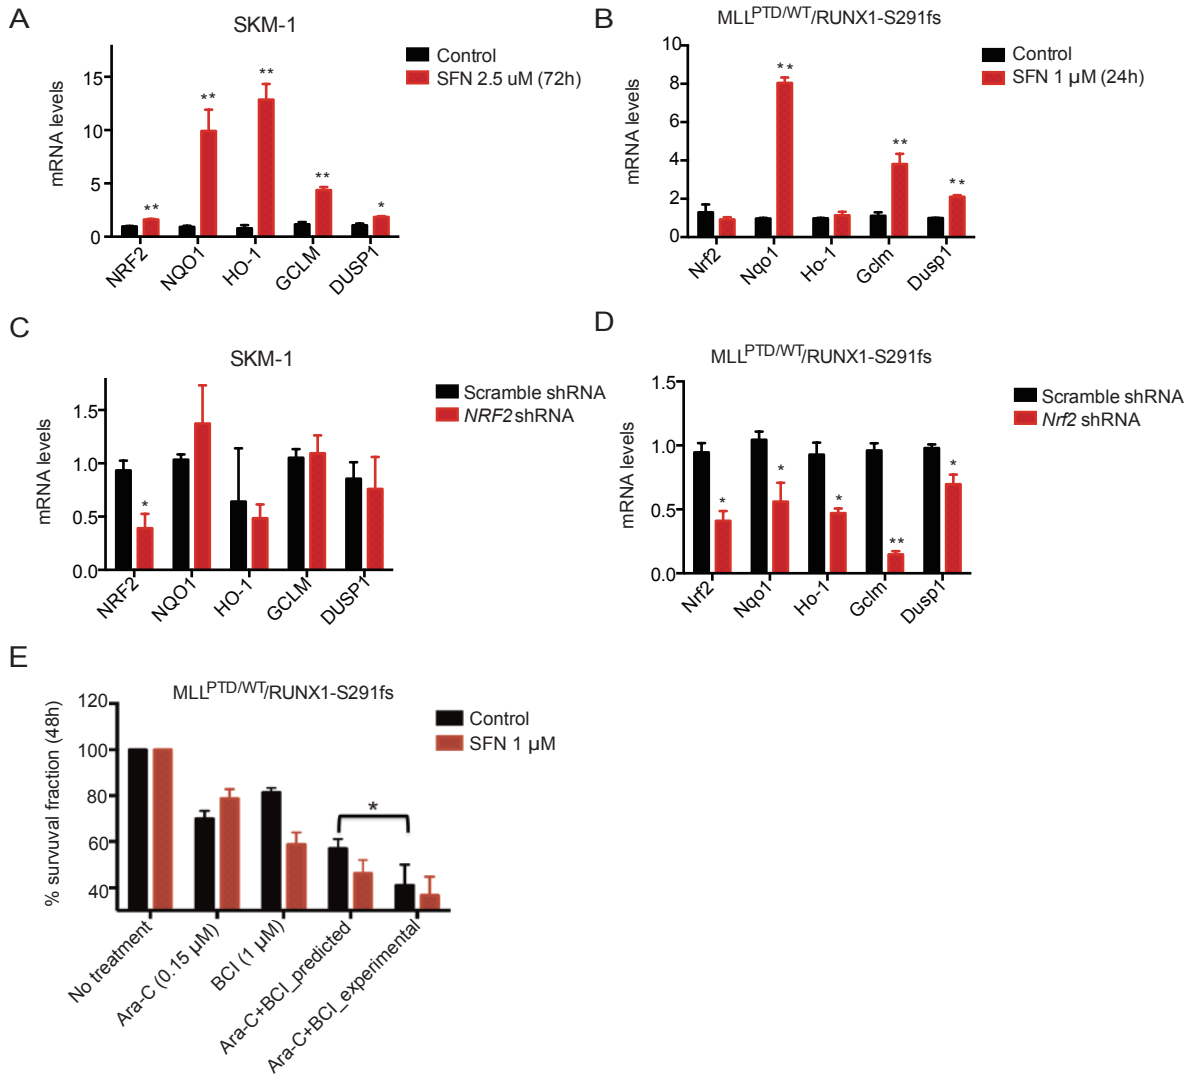 A
SKM-1
Control
SFN 2.5 uM (72h)
mRNA levels
15
10
5
0
NRF2
NQO1
HO-1
GCLM
DUSP1
B
MLLPTD/WT/RUNX1-S291fs
Control
SFN 1 µM (24h)
mRNA levels
10
8
6
4
2
0
Nrf2
Nqo1
Ho-1
Gclm
Dusp1
**
**
**
**
*
**
**
**
C
SKM-1
Scramble shRNA
NRF2 shRNA
mRNA levels
1.5
1.0
0.5
0.0
*
NRF2
NQO1
HO-1
GCLM
DUSP1
D
MLLPTD/WT/RUNX1-S291fs
Scramble shRNA
Nrf2 shRNA
mRNA levels
1.5
1.0
0.5
0.0
*
*
*
**
*
Nrf2
Nqo1
Ho-1
Gclm
Dusp1
E
MLLPTD/WT/RUNX1-S291fs
Control
SFN 1 µM
% survuval fraction (48h)
120
100
80
60
40
*
No treatment
Ara-C (0.15 µM)
BCI (1 µM)
Ara-C+BCI_predicted
Ara-C+BCI_experimental